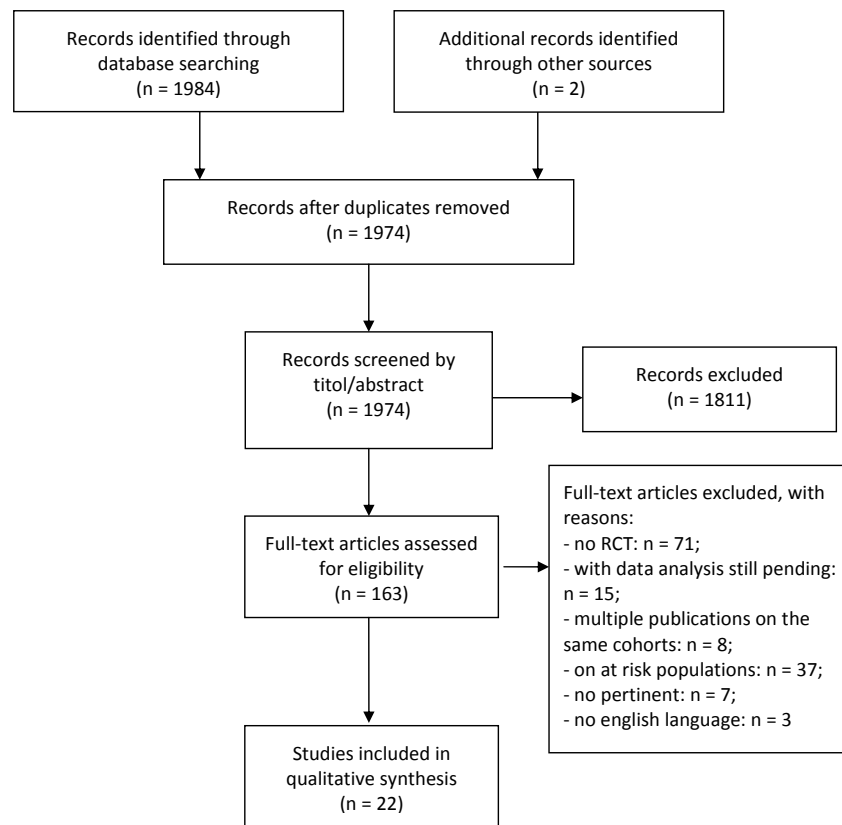 Records identified through
database searching
(n = 1984)
Additional records identified
through other sources
(n = 2)
Records after duplicates removed
(n = 1974)
Records screened by
titol/abstract
(n = 1974)
Records excluded
(n = 1811)
Full-text articles assessed
for eligibility
(n = 163)
Full-text articles excluded, with
reasons:
- no RCT: n = 71;
- with data analysis still pending:
n = 15;
- multiple publications on the
same cohorts: n = 8;
- on at risk populations: n = 37;
- no pertinent: n = 7;
- no english language: n = 3
Studies included in
qualitative synthesis
(n = 22)